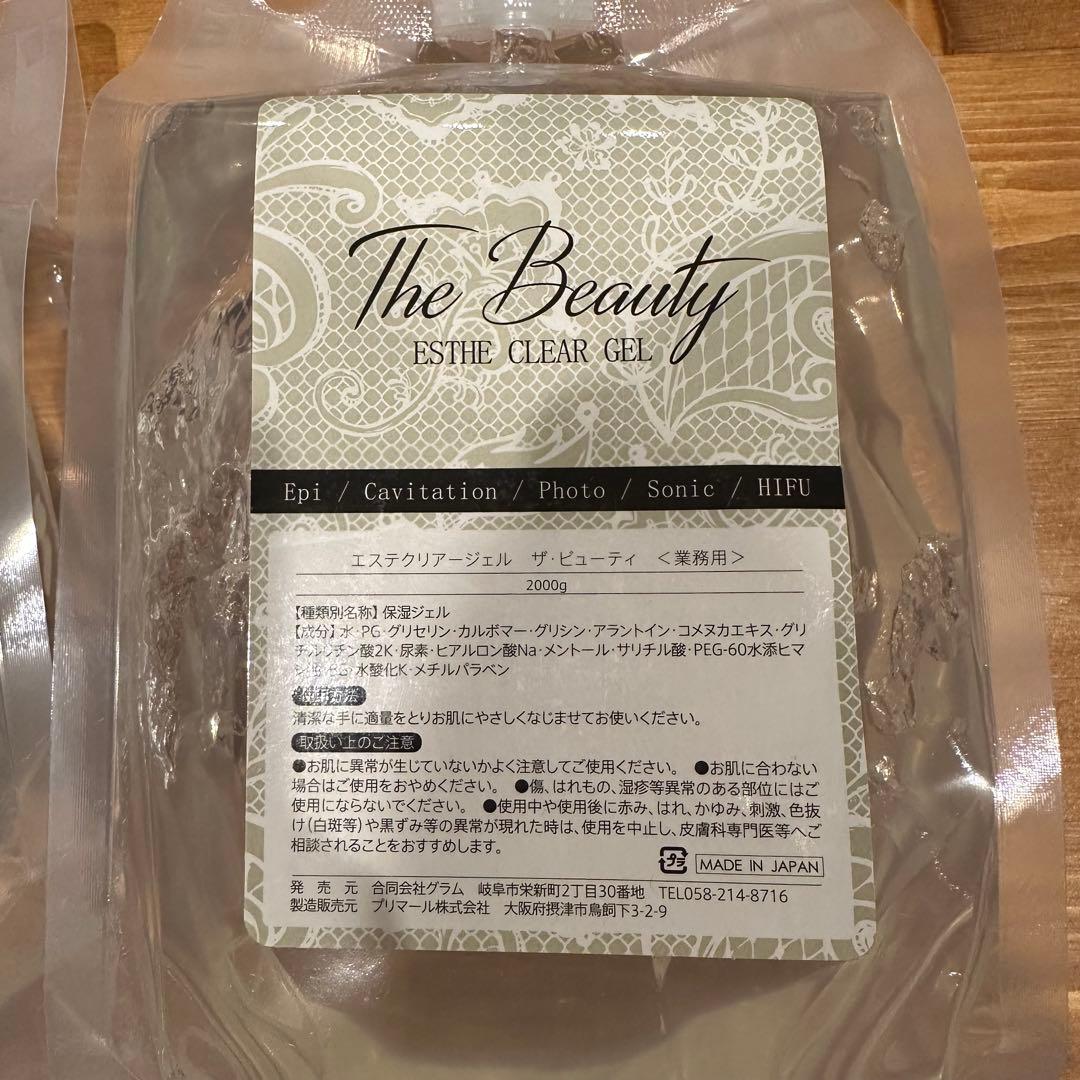 The Beauty
ESTHE CLEAR GEL
Epi / Cavitation / Photo / Sonic / HIFU
エステクリアージェル ザ・ビューティ ＜業務用＞
2000g
【種類別名称】保湿ジェル
【成分】水・PG・グリセリン・カルボマー・グリシン・アラントイン・コメヌカエキス・グリ
チルリチン酸2K・尿素・ヒアルロン酸Na・メントール・サリチル酸・PEG-60水添ヒマ
水酸化K・メチルパラベン
使用方法
清潔な手に適量をとりお肌にやさしくなじませてお使いください。
取扱い上のご注意
●お肌に異常が生じていないかよく注意してご使用ください。 ●お肌に合わない
場合はご使用をおやめください。 ●傷、はれもの、湿疹等異常のある部位にはご
使用にならないでください。 ●使用中や使用後に赤み、はれ、かゆみ、刺激、色抜
け（白斑等）や黒ずみ等の異常が現れた時は、使用を中止し、皮膚科専門医等へご
相談されることをおすすめします。
プラ MADE IN JAPAN
発売元 合同会社グラム 岐阜市栄新町2丁目30番地 TEL058-214-8716
製造販売元 プリマール株式会社 大阪府摂津市鳥飼下3-2-9